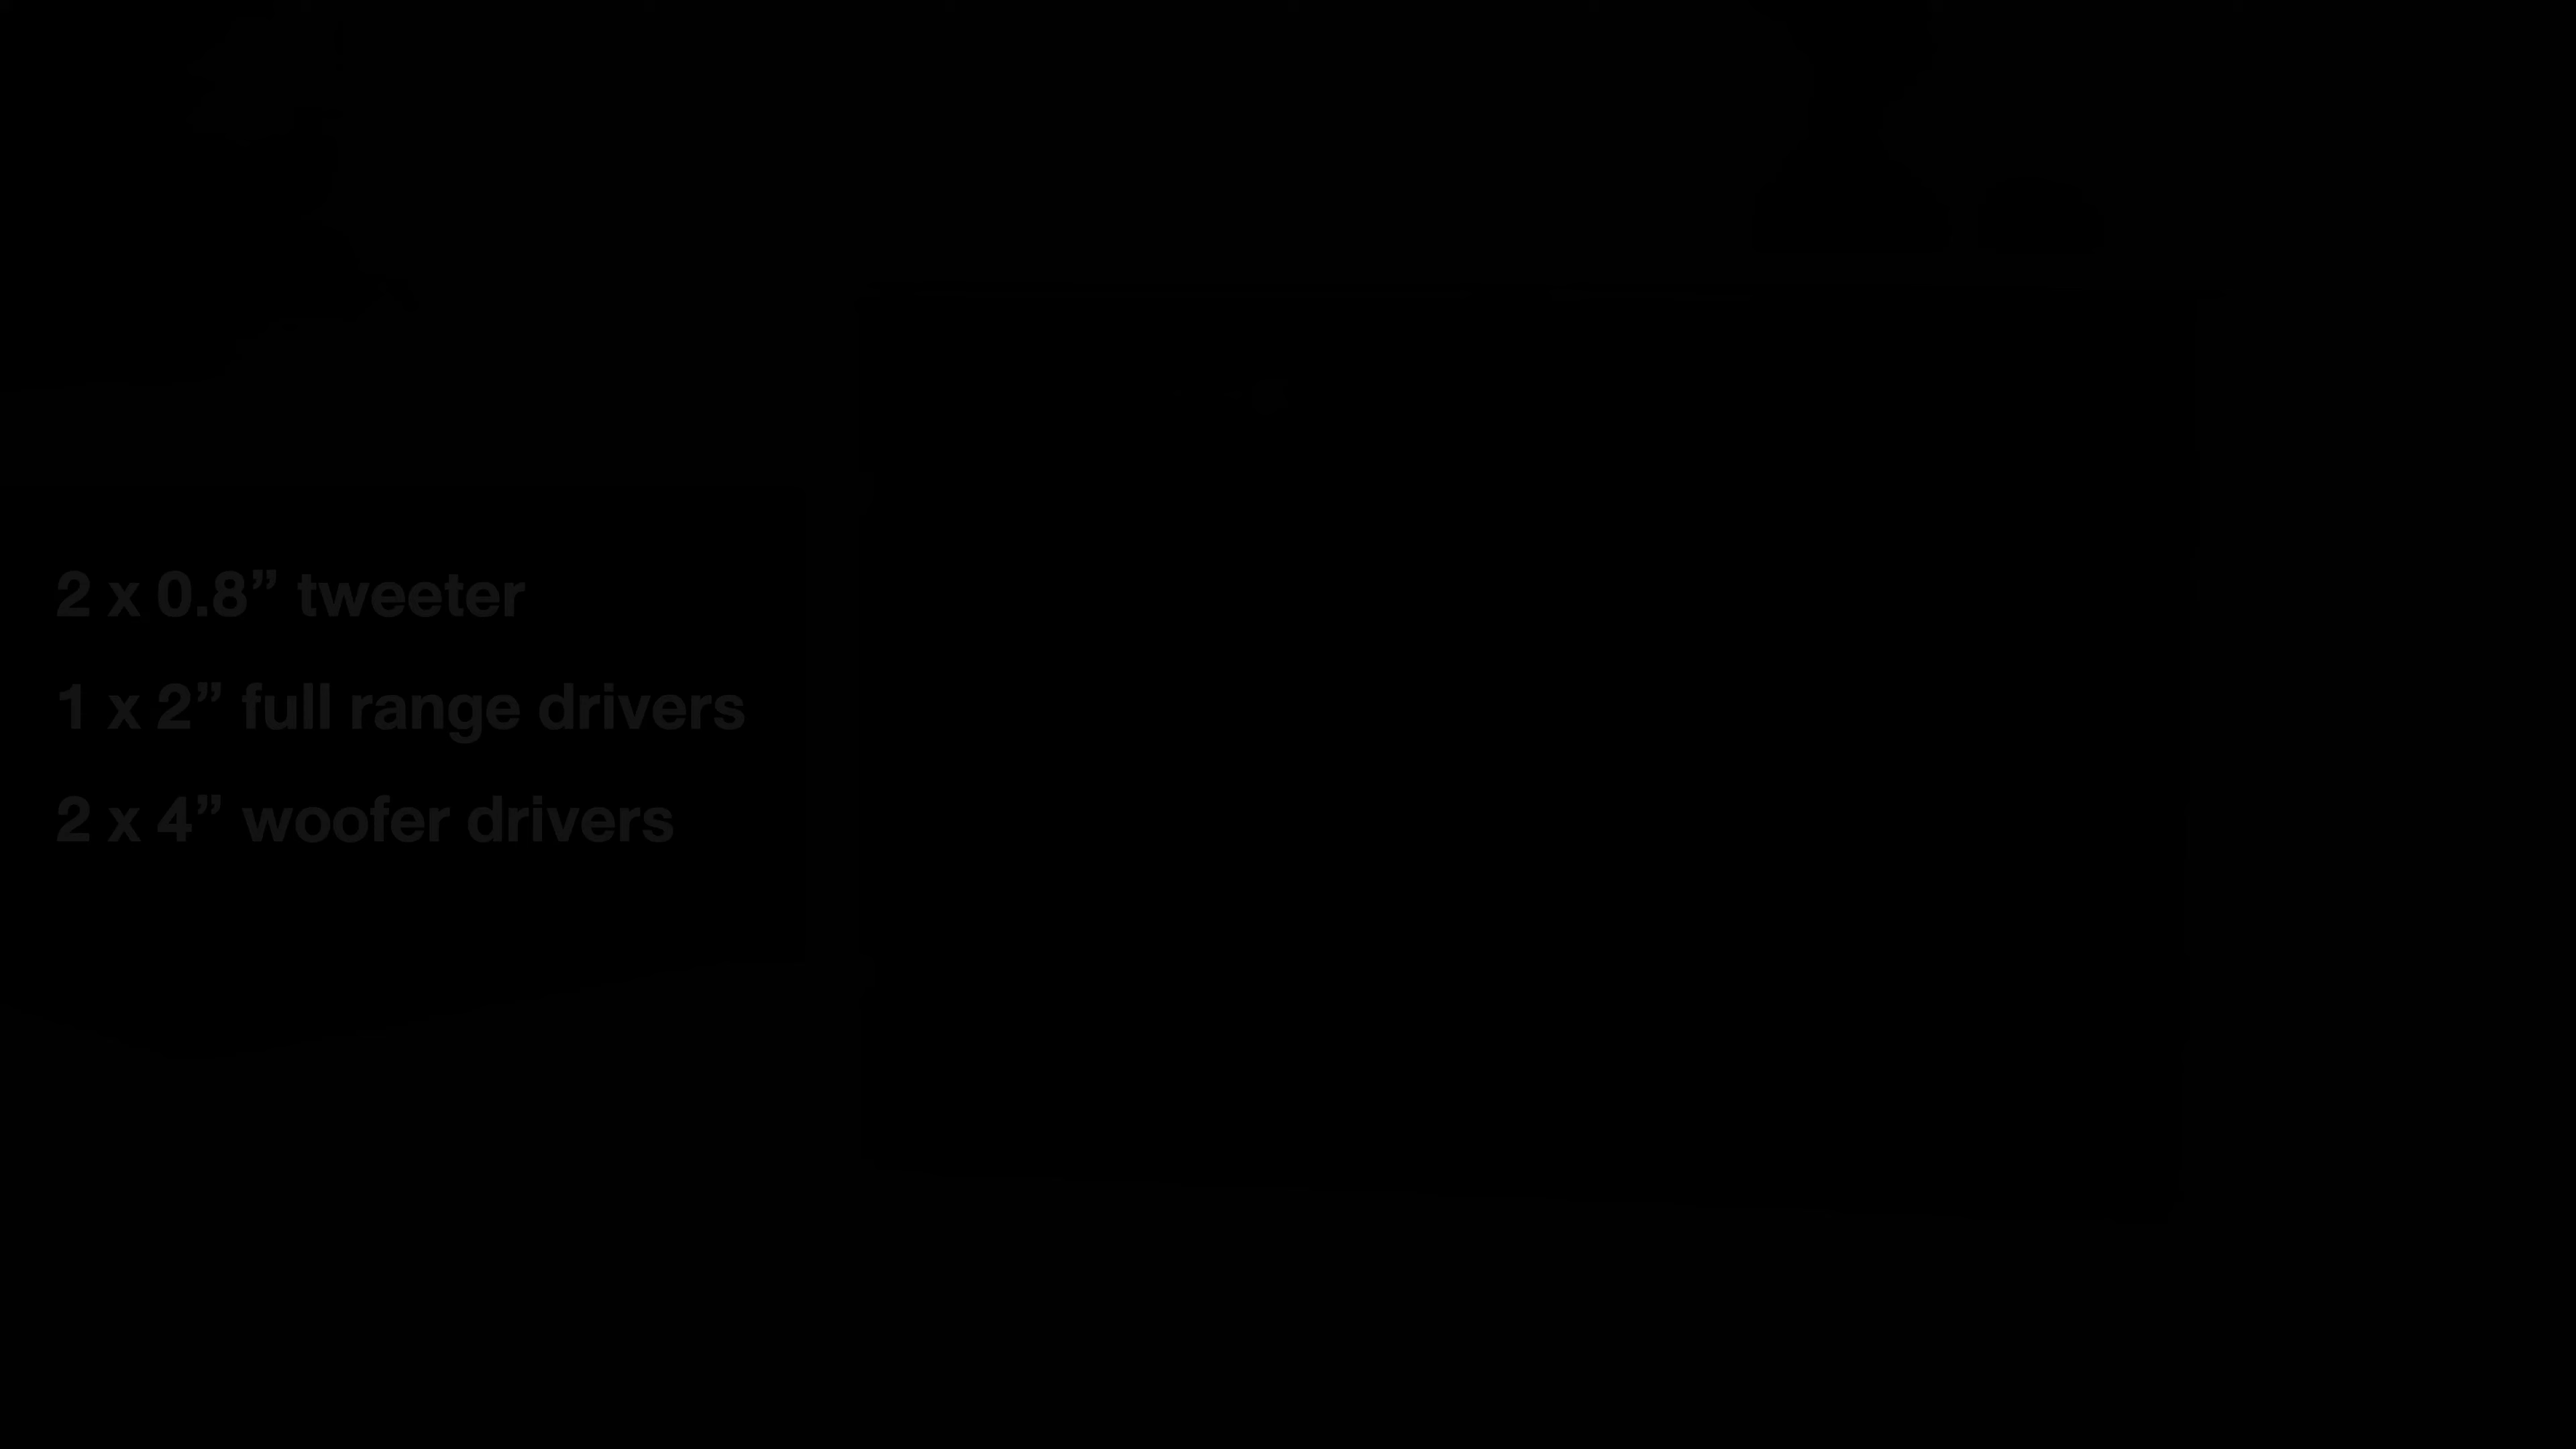 2 x 0.8” tweeter
1 x 2” full range drivers
2 x 4” woofer drivers